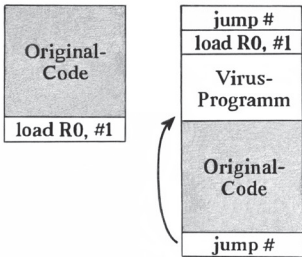 Original-
Code
load R0, #1
jump #
load R0, #1
Virus-
Programm
Original-
Code
jump #